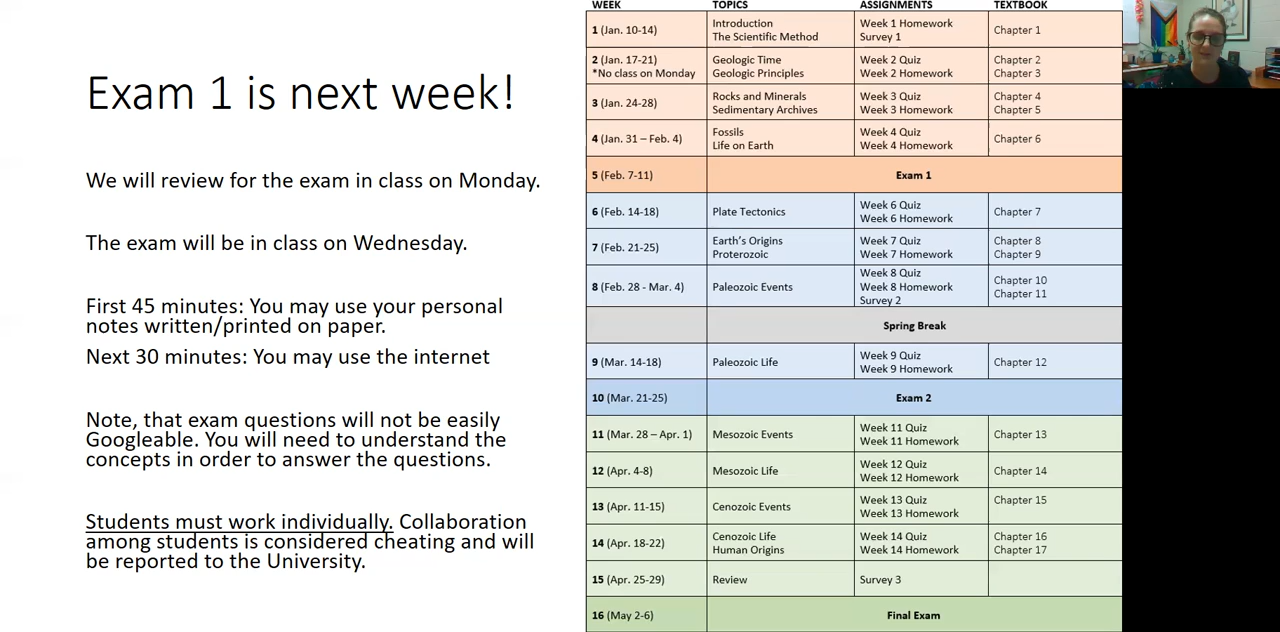 Exam 1 is next week!
We will review for the exam in class on Monday.
The exam will be in class on Wednesday.
First 45 minutes: You may use your personal
notes written/printed on paper.
Next 30 minutes: You may use the internet
Note, that exam questions will not be easily
Googleable. You will need to understand the
concepts in order to answer the questions.
Students must work individually. Collaboration
among students is considered cheating and will
be reported to the University.
WEEK TOPICS ASSIGNMENTS TEXTBOOK
1 (Jan. 10-14)
Introduction
The Scientific Method
Week 1 Homework
Survey 1
Chapter 1
2 (Jan. 17-21)
*No class on Monday
Geologic Time
Geologic Principles
Week 2 Quiz
Week 2 Homework
Chapter 2
Chapter 3
3 (Jan. 24-28)
Rocks and Minerals
Sedimentary Archives
Week 3 Quiz
Week 3 Homework
Chapter 4
Chapter 5
4 (Jan. 31 – Feb. 4)
Fossils
Life on Earth
Week 4 Quiz
Week 4 Homework
Chapter 6
5 (Feb. 7-11)
Exam 1
6 (Feb. 14-18)
Plate Tectonics
Week 6 Quiz
Week 6 Homework
Chapter 7
7 (Feb. 21-25)
Earth's Origins
Proterozoic
Week 7 Quiz
Week 7 Homework
Chapter 8
Chapter 9
8 (Feb. 28 - Mar. 4)
Paleozoic Events
Week 8 Quiz
Week 8 Homework
Survey 2
Chapter 10
Chapter 11
Spring Break
9 (Mar. 14-18)
Paleozoic Life
Week 9 Quiz
Week 9 Homework
Chapter 12
10 (Mar. 21-25)
Exam 2
11 (Mar. 28 – Apr. 1)
Mesozoic Events
Week 11 Quiz
Week 11 Homework
Chapter 13
12 (Apr. 4-8)
Mesozoic Life
Week 12 Quiz
Week 12 Homework
Chapter 14
13 (Apr. 11-15)
Cenozoic Events
Week 13 Quiz
Week 13 Homework
Chapter 15
14 (Apr. 18-22)
Cenozoic Life
Human Origins
Week 14 Quiz
Week 14 Homework
Chapter 16
Chapter 17
15 (Apr. 25-29)
Review
Survey 3
16 (May 2-6)
Final Exam